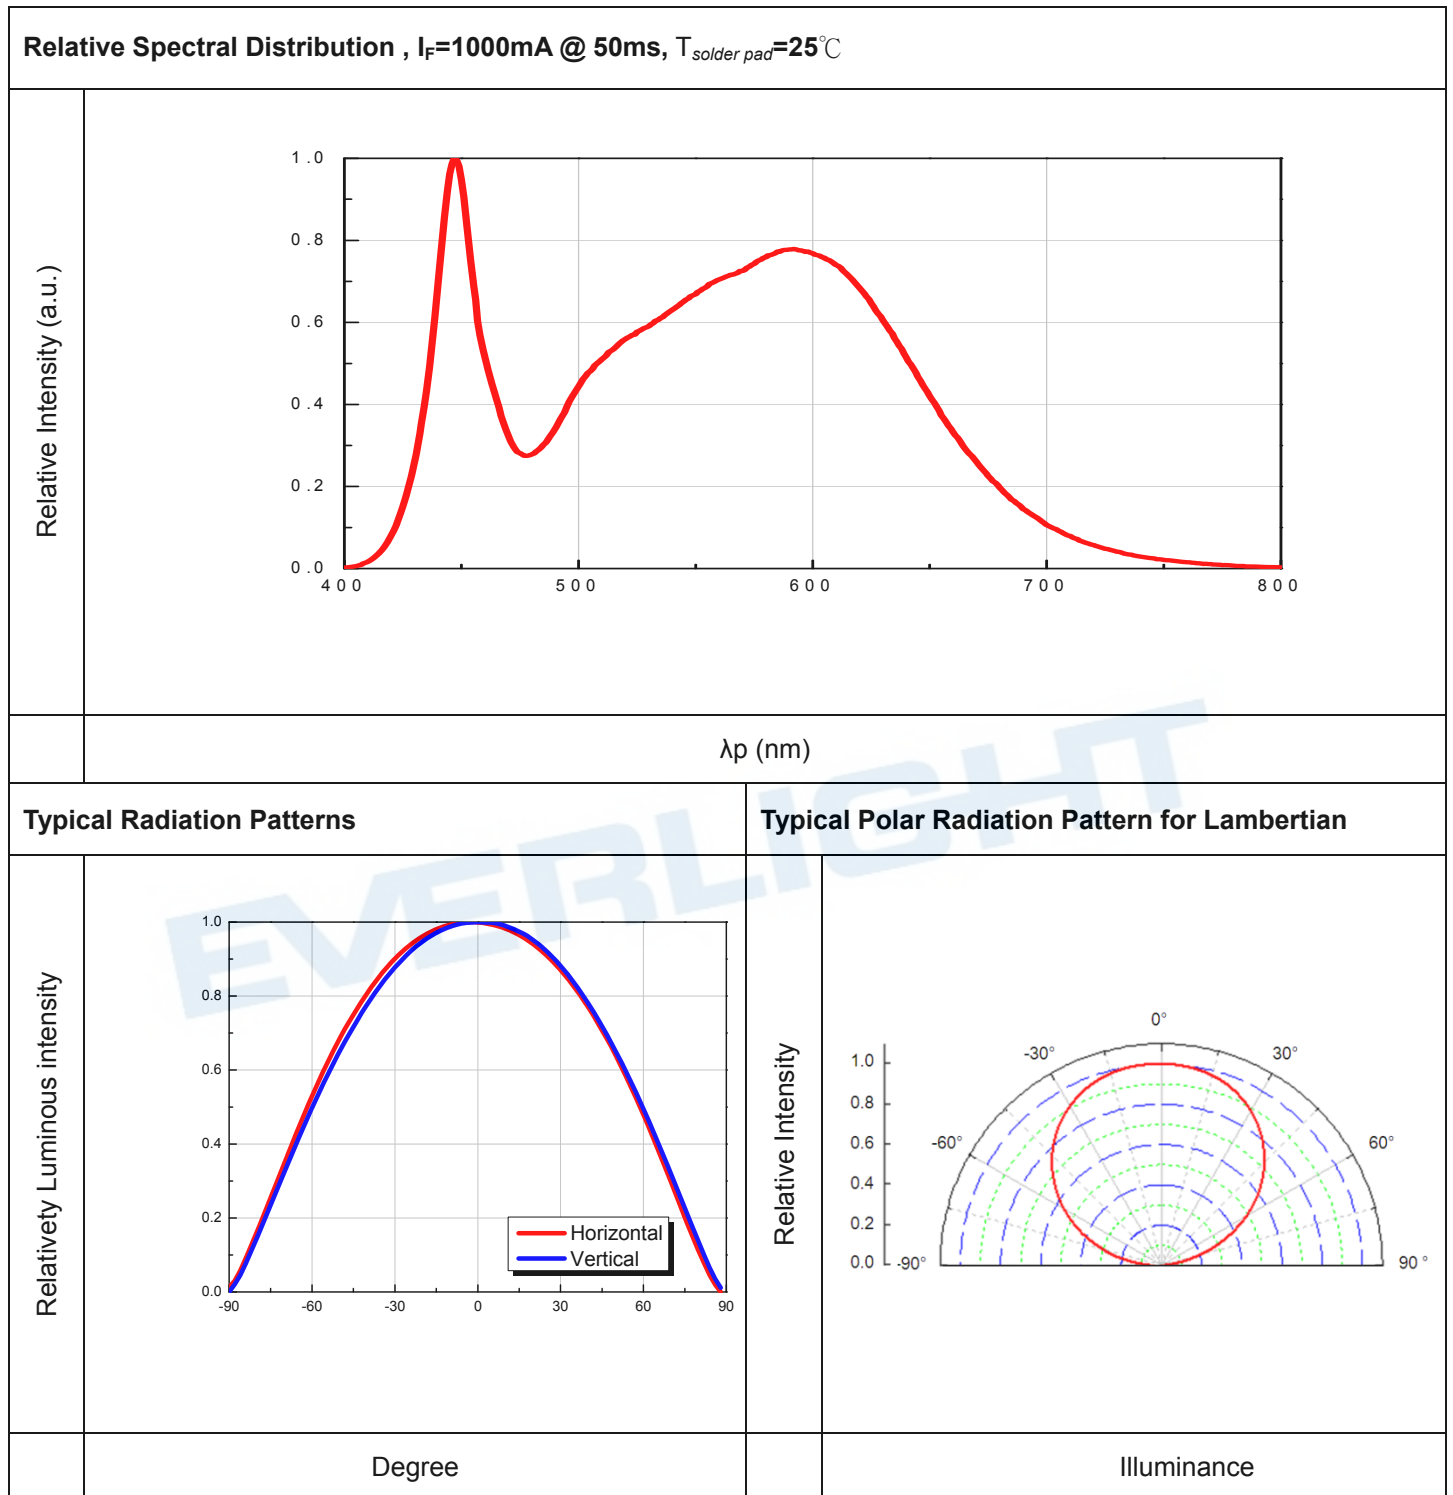 Relative Spectral Distribution , IF=1000mA @ 50ms, Tsolder pad=25℃
Relative Intensity (a.u.)
1.0
0.8
0.6
0.4
0.2
0.0
400 500 600 700 800
λp (nm)
EVERLIGHT
Typical Radiation Patterns
Relativety Luminous intensity
1.0
0.8
0.6
0.4
0.2
0.0
Horizontal
Vertical
-90 -60 -30 0 30 60 90
Degree
Typical Polar Radiation Pattern for Lambertian
Relative Intensity
1.0
0.8
0.6
0.4
0.2
0.0
-90° -60° -30° 0° 30° 60° 90 °
Illuminance